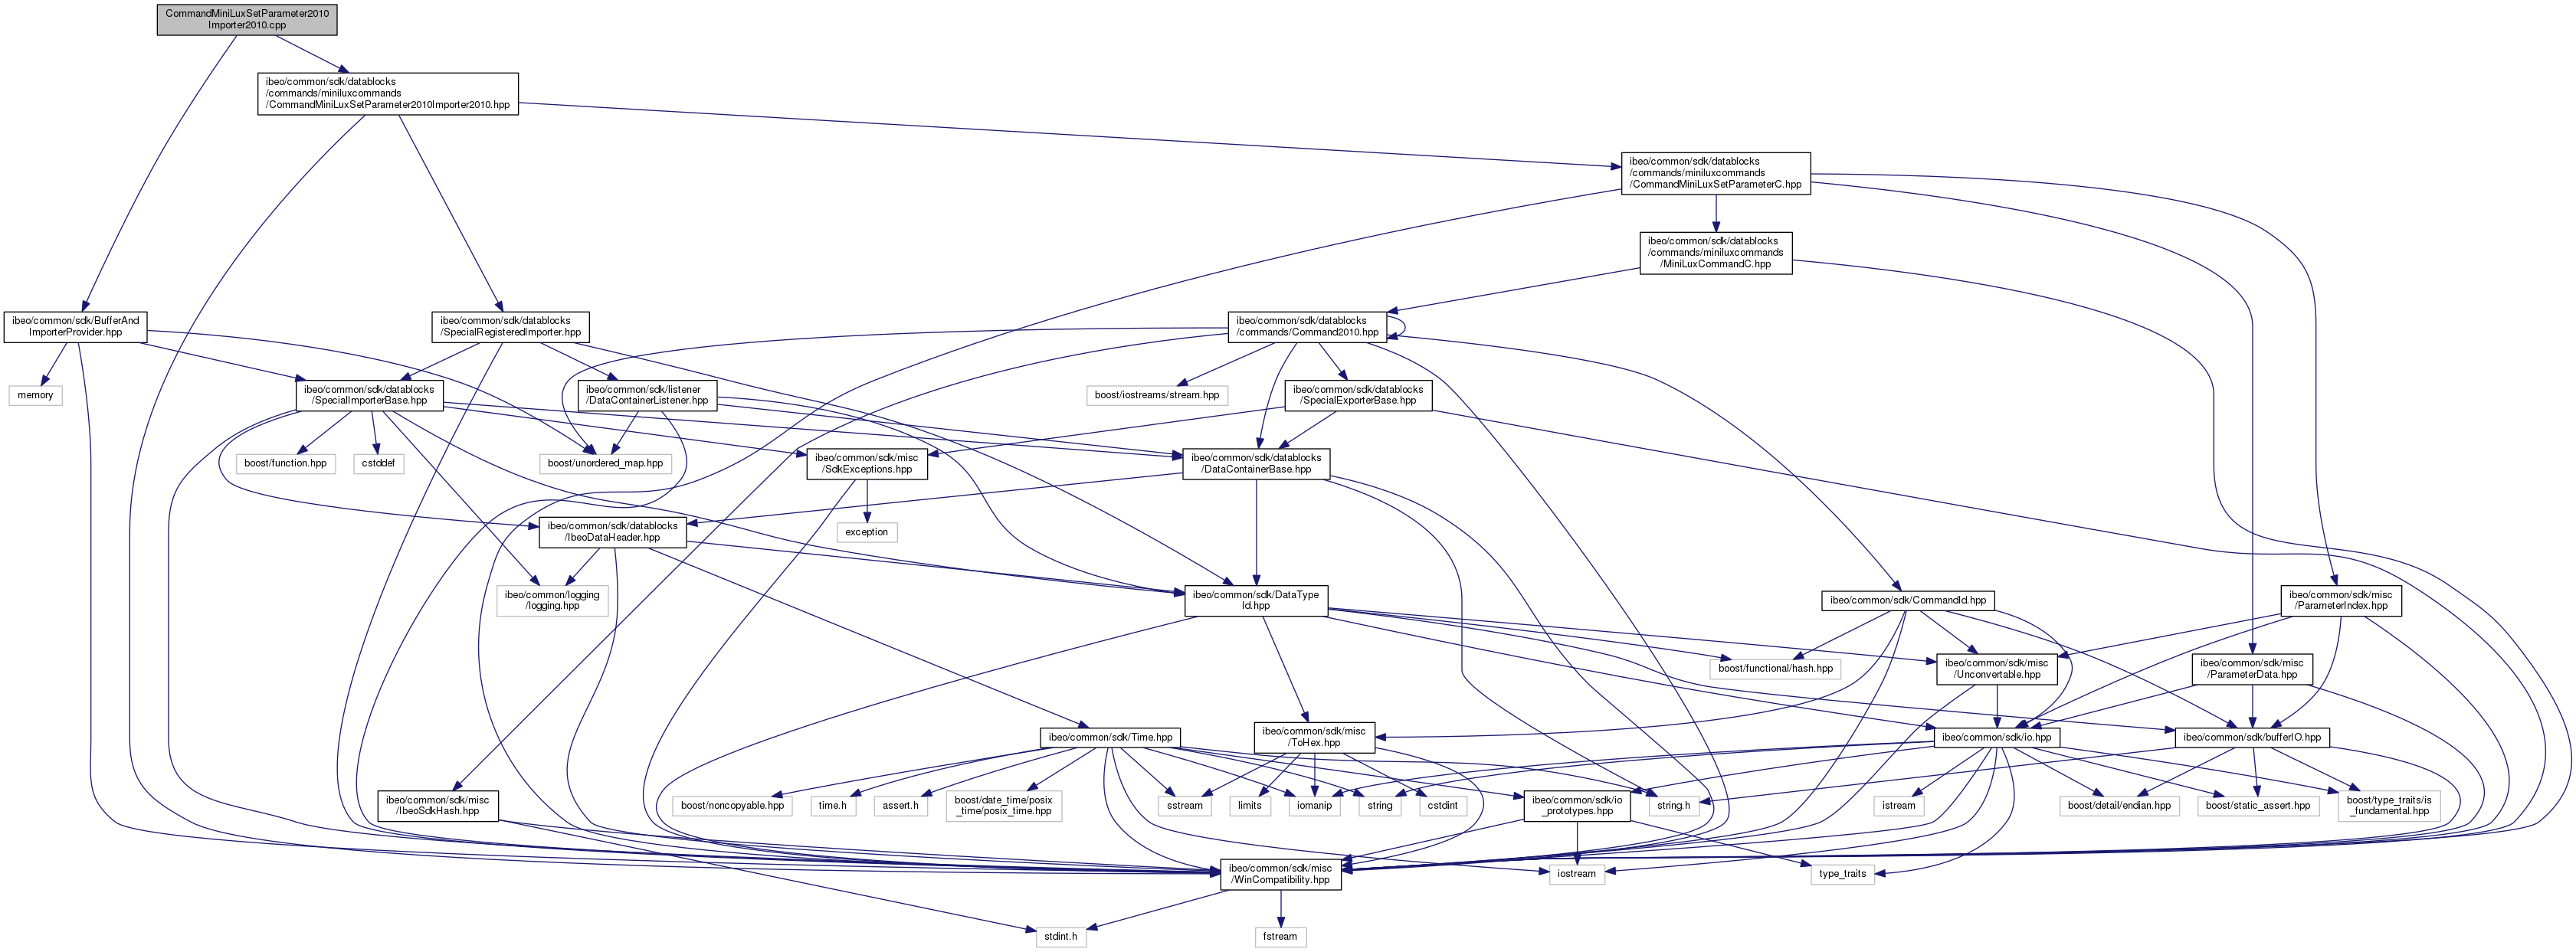 CommandMiniLuxSetParameter2010
Importer2010.cpp
ibeo/common/sdk/datablocks
/commands/miniluxcommands
/CommandMiniLuxSetParameter2010Importer2010.hpp
ibeo/common/sdk/datablocks
/commands/miniluxcommands
/CommandMiniLuxSetParameterC.hpp
ibeo/common/sdk/datablocks
/commands/miniluxcommands
/MiniLuxCommandC.hpp
ibeo/common/sdk/BufferAnd
ImporterProvider.hpp
ibeo/common/sdk/datablocks
/SpecialRegisteredImporter.hpp
ibeo/common/sdk/datablocks
/commands/Command2010.hpp
memory
ibeo/common/sdk/datablocks
/SpecialImporterBase.hpp
ibeo/common/sdk/listener
/DataContainerListener.hpp
boost/iostreams/stream.hpp
ibeo/common/sdk/datablocks
/SpecialExporterBase.hpp
boost/function.hpp
cstddef
boost/unordered_map.hpp
ibeo/common/sdk/misc
/SdkExceptions.hpp
ibeo/common/sdk/datablocks
/DataContainerBase.hpp
ibeo/common/sdk/datablocks
/IbeoDataHeader.hpp
exception
ibeo/common/logging
/logging.hpp
ibeo/common/sdk/DataType
Id.hpp
ibeo/common/sdk/CommandId.hpp
ibeo/common/sdk/misc
/ParameterIndex.hpp
boost/functional/hash.hpp
ibeo/common/sdk/misc
/Unconvertable.hpp
ibeo/common/sdk/misc
/ParameterData.hpp
ibeo/common/sdk/Time.hpp
ibeo/common/sdk/misc
/ToHex.hpp
ibeo/common/sdk/io.hpp
ibeo/common/sdk/bufferIO.hpp
ibeo/common/sdk/misc
/IbeoSdkHash.hpp
boost/noncopyable.hpp
time.h
assert.h
boost/date_time/posix
_time/posix_time.hpp
sstream
limits
iomanip
string
cstdint
ibeo/common/sdk/io
_prototypes.hpp
string.h
istream
boost/detail/endian.hpp
boost/static_assert.hpp
boost/type_traits/is
_fundamental.hpp
ibeo/common/sdk/misc
/WinCompatibility.hpp
iostream
type_traits
stdint.h
fstream